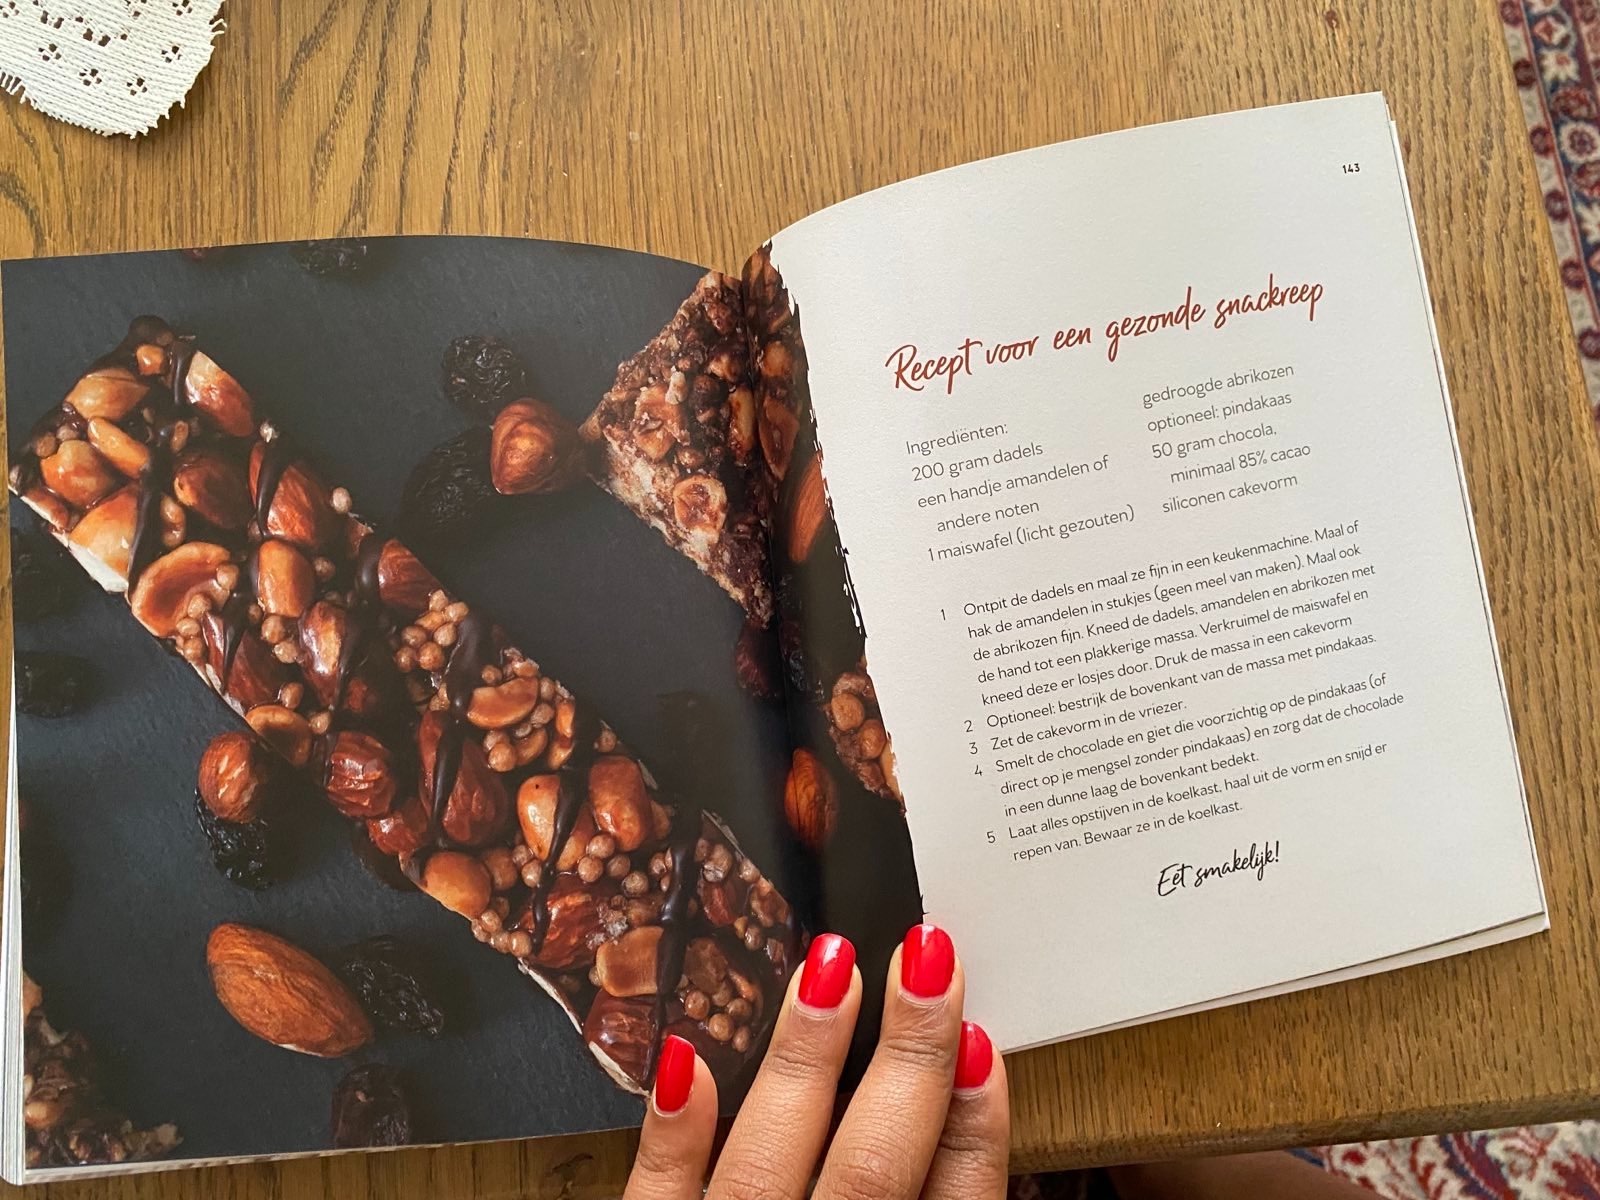 143
Recept voor een gezonde snackreep
Ingrediënten:
200 gram dadels
een handje amandelen of
andere noten
1 maiswafel (licht gezouten)
gedroogde abrikozen
optioneel: pindakaas
50 gram chocola,
minimaal 85% cacao
siliconen cakevorm
1 Ontpit de dadels en maal ze fijn in een keukenmachine. Maal of
hak de amandelen in stukjes (geen meel van maken). Maal ook
de abrikozen fijn. Kneed de dadels, amandelen en abrikozen met
de hand tot een plakkerige massa. Verkruimel de maiswafel en
kneed deze er losjes door. Druk de massa in een cakevorm
2 Optioneel: bestrijk de bovenkant van de massa met pindakaas.
3 Zet de cakevorm in de vriezer.
4 Smelt de chocolade en giet die voorzichtig op de pindakaas (of
direct op je mengsel zonder pindakaas) en zorg dat de chocolade
in een dunne laag de bovenkant bedekt.
5 Laat alles opstijven in de koelkast, haal uit de vorm en snijd er
repen van. Bewaar ze in de koelkast.
Eet smakelijk!